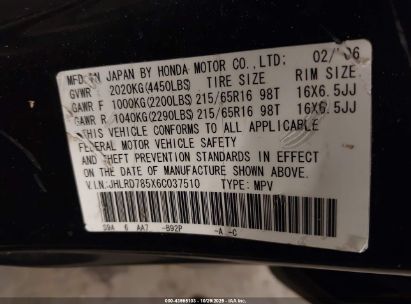 MFD IN JAPAN BY HONDA MOTOR CO., LTD: 02/'06
GVWR 2020KG(4450LBS) TIRE SIZE RIM SIZE
GAWR F 1000KG(2200LBS) 215/65R16 98T 16X6.5JJ
GAWR R 1040KG(2290LBS) 215/65R16 98T 16X6.5JJ
THIS VEHICLE CONFORMS TO ALL APPLICABLE
FEDERAL MOTOR VEHICLE SAFETY
AND THEFT PREVENTION STANDARDS IN EFFECT
ON THE DATE OF MANUFACTURE SHOWN ABOVE.
V.I.N:JHLRD785X6C037510 TYPE: MPV
S9A 6 AA7 -B92P -A -C